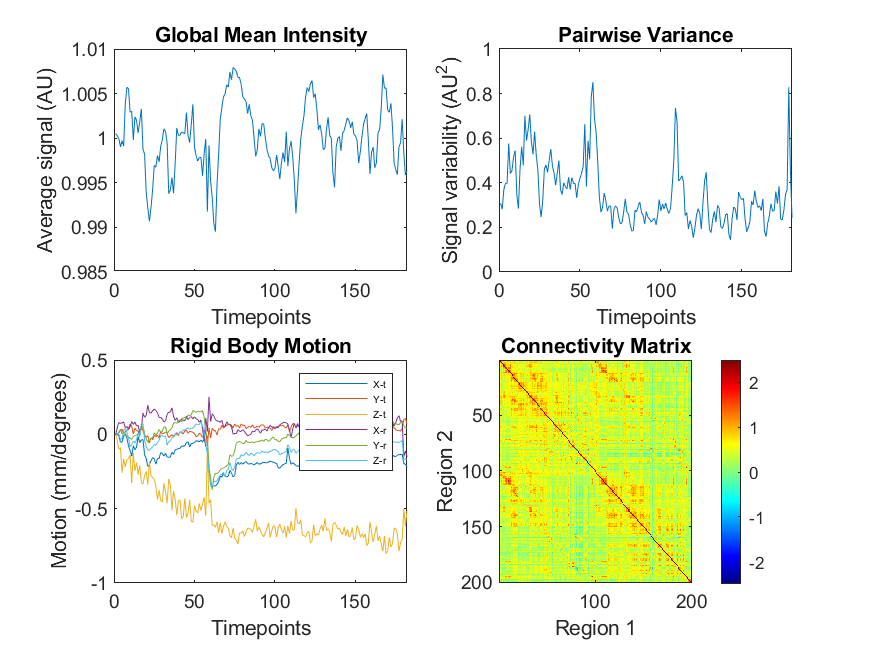 Global Mean Intensity
1.01
1.005
1
0.995
0.99
0.985
Average signal (AU)
0
50
100
150
Timepoints
Pairwise Variance
1
0.8
0.6
0.4
0.2
0
Signal variability (AU²)
0
50
100
150
Timepoints
Rigid Body Motion
0.5
0
-0.5
-1
Motion (mm/degrees)
X-t
Y-t
Z-t
X-r
Y-r
Z-r
0
50
100
150
Timepoints
Connectivity Matrix
50
100
150
200
Region 2
100
200
Region 1
2
1
0
-1
-2